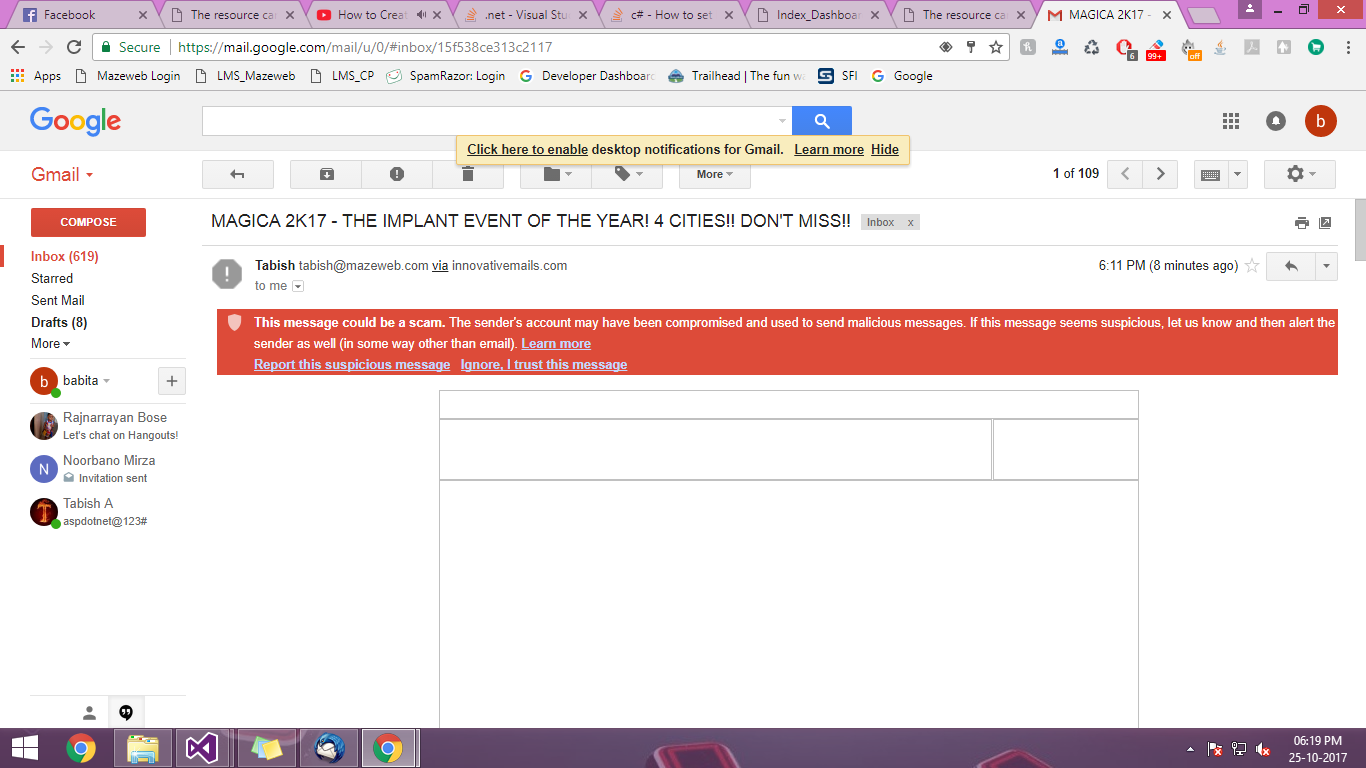 Facebook
The resource ca
How to Creat
.net - Visual Stu
c# - How to set
Index_Dashboar
The resource ca
MAGICA 2K17 -
Secure https://mail.google.com/mail/u/0/#inbox/15f538ce313c2117
6
99+
off
Apps Mazeweb Login LMS_Mazeweb LMS_CP SpamRazor: Login Developer Dashboard Trailhead | The fun wa SFI Google
Google
b
Click here to enable desktop notifications for Gmail. Learn more Hide
Gmail
More
1 of 109
COMPOSE
MAGICA 2K17 - THE IMPLANT EVENT OF THE YEAR! 4 CITIES!! DON'T MISS!!
Inbox x
Inbox (619)
Starred
Sent Mail
Drafts (8)
More
Tabish tabish@mazeweb.com via innovativemails.com
6:11 PM (8 minutes ago)
to me
This message could be a scam. The sender's account may have been compromised and used to send malicious messages. If this message seems suspicious, let us know and then alert the
sender as well (in some way other than email). Learn more
Report this suspicious message Ignore, I trust this message
b babita
Rajnarrayan Bose
Let's chat on Hangouts!
N Noorbano Mirza
Invitation sent
Tabish A
aspdotnet@123#
06:19 PM
25-10-2017